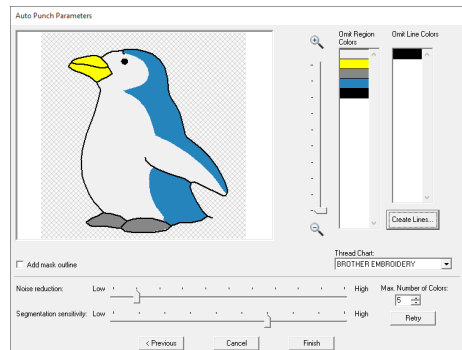 Auto Punch Parameters
Omit Region Colors
Omit Line Colors
Create Lines...
Thread Chart:
BROTHER EMBROIDERY
Add mask outline
Noise reduction: Low High
Max. Number of Colors:
5
Segmentation sensitivity: Low High
Retry
< Previous Cancel Finish